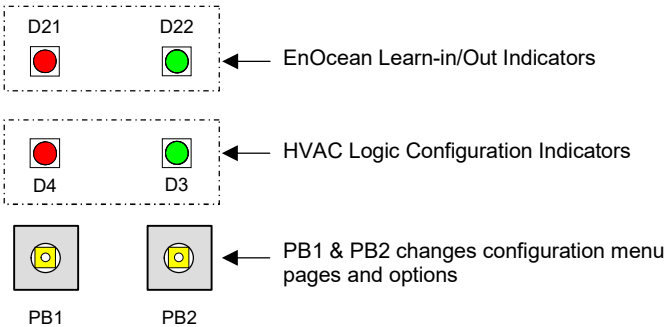 D21 D22
EnOcean Learn-in/Out Indicators
HVAC Logic Configuration Indicators
D4 D3
PB1 & PB2 changes configuration menu
pages and options
PB1 PB2